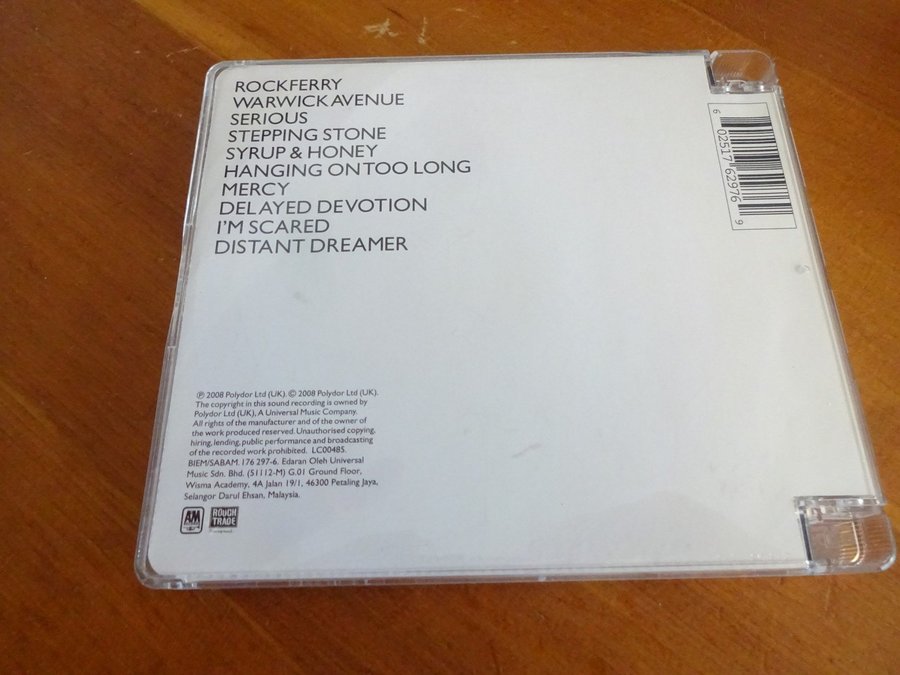 ROCKFERRY
WARWICK AVENUE
SERIOUS
STEPPING STONE
SYRUP & HONEY
HANGING ON TOO LONG
MERCY
DELAYED DEVOTION
I'M SCARED
DISTANT DREAMER
6 02517 62976 9
℗ 2008 Polydor Ltd (UK). © 2008 Polydor Ltd (UK).
The copyright in this sound recording is owned by
Polydor Ltd (UK), A Universal Music Company.
All rights of the manufacturer and of the owner of
the work produced reserved. Unauthorised copying,
hiring, lending, public performance and broadcasting
of the recorded work prohibited. LC00485.
BIEM/SABAM. 176 297-6. Edaran Oleh Universal
Music Sdn. Bhd. (51112-M) G.01 Ground Floor,
Wisma Academy, 4A Jalan 19/1, 46300 Petaling Jaya,
Selangor Darul Ehsan, Malaysia.
A&M
ROUGH
TRADE